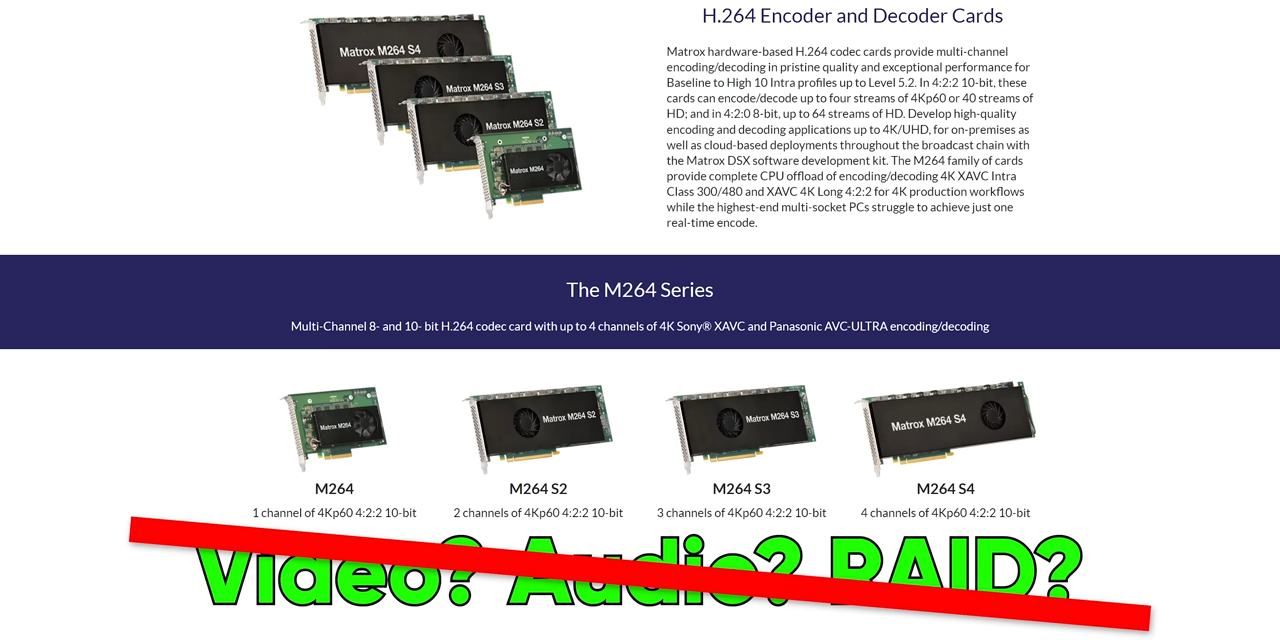 H.264 Encoder and Decoder Cards
Matrox M264 S4
Matrox M264 S3
Matrox M264 S2
Matrox M264
Matrox hardware-based H.264 codec cards provide multi-channel
encoding/decoding in pristine quality and exceptional performance for
Baseline to High 10 Intra profiles up to Level 5.2. In 4:2:2 10-bit, these
cards can encode/decode up to four streams of 4Kp60 or 40 streams of
HD; and in 4:2:0 8-bit, up to 64 streams of HD. Develop high-quality
encoding and decoding applications up to 4K/UHD, for on-premises as
well as cloud-based deployments throughout the broadcast chain with
the Matrox DSX software development kit. The M264 family of cards
provide complete CPU offload of encoding/decoding 4K XAVC Intra
Class 300/480 and XAVC 4K Long 4:2:2 for 4K production workflows
while the highest-end multi-socket PCs struggle to achieve just one
real-time encode.
The M264 Series
Multi-Channel 8- and 10- bit H.264 codec card with up to 4 channels of 4K Sony® XAVC and Panasonic AVC-ULTRA encoding/decoding
Matrox M264
Matrox M264 S2
Matrox M264 S3
Matrox M264 S4
M264
M264 S2
M264 S3
M264 S4
1 channel of 4Kp60 4:2:2 10-bit
2 channels of 4Kp60 4:2:2 10-bit
3 channels of 4Kp60 4:2:2 10-bit
4 channels of 4Kp60 4:2:2 10-bit
Video? Audio? RAID?